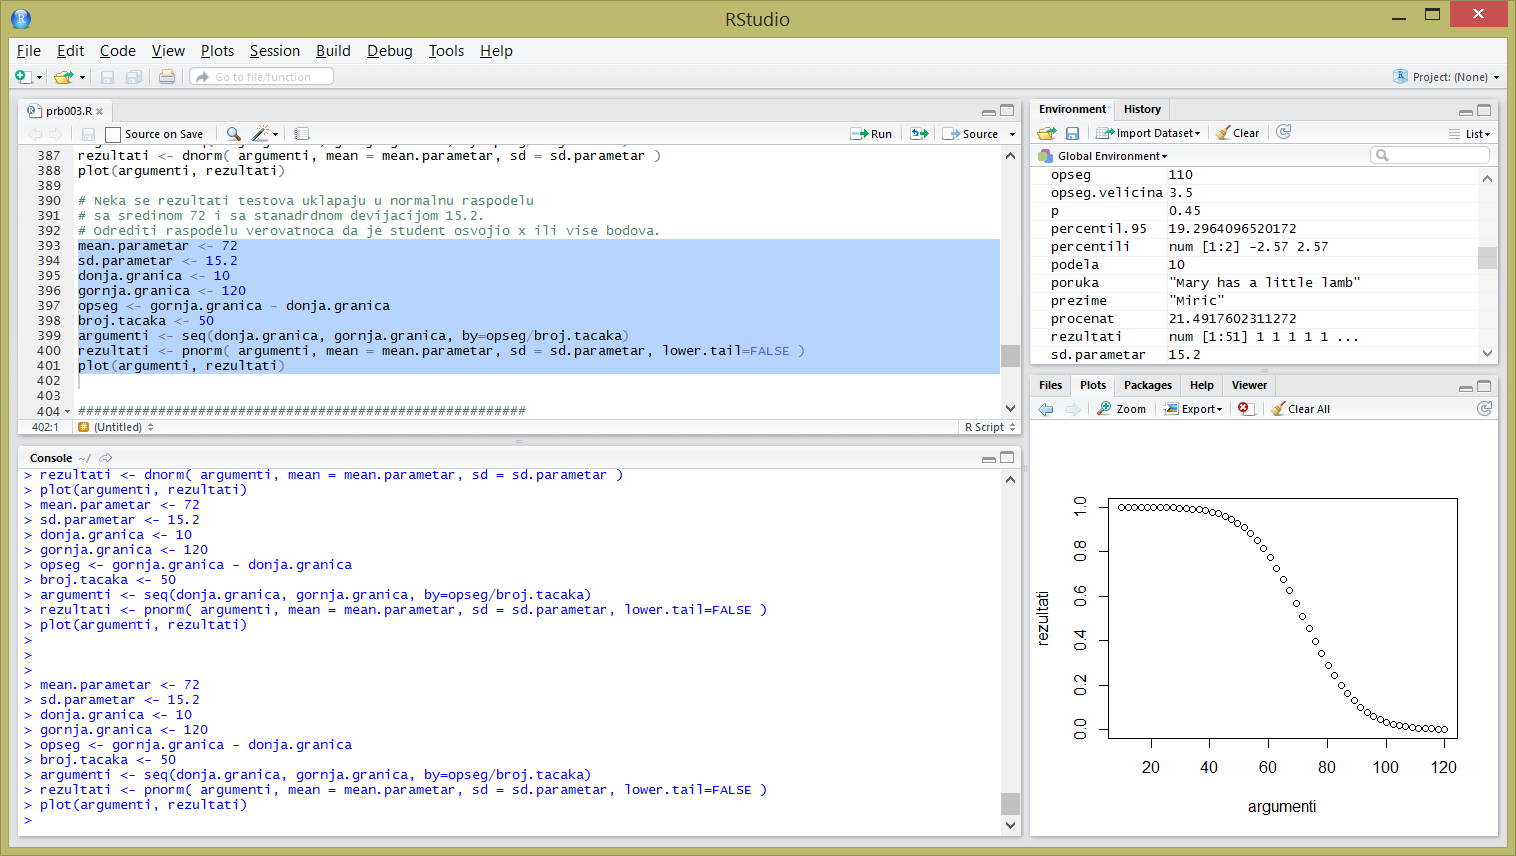 RStudio
File Edit Code View Plots Session Build Debug Tools Help
Go to file/function
Project: (None)
prb003.R
Source on Save
Run
Source
387 rezultati <- dnorm( argumenti, mean = mean.parametar, sd = sd.parametar )
388 plot(argumenti, rezultati)
389
390 # Neka se rezultati testova uklapaju u normalnu raspodelu
391 # sa sredinom 72 i sa stanadrdnom devijacijom 15.2.
392 # Odrediti raspodelu verovatnoca da je student osvojio x ili vise bodova.
393 mean.parametar <- 72
394 sd.parametar <- 15.2
395 donja.granica <- 10
396 gornja.granica <- 120
397 opseg <- gornja.granica - donja.granica
398 broj.tacaka <- 50
399 argumenti <- seq(donja.granica, gornja.granica, by=opseg/broj.tacaka)
400 rezultati <- pnorm( argumenti, mean = mean.parametar, sd = sd.parametar, lower.tail=FALSE )
401 plot(argumenti, rezultati)
402
403
404 ########################################################
402:1 # (Untitled) R Script
Console ~/
> rezultati <- dnorm( argumenti, mean = mean.parametar, sd = sd.parametar )
> plot(argumenti, rezultati)
> mean.parametar <- 72
> sd.parametar <- 15.2
> donja.granica <- 10
> gornja.granica <- 120
> opseg <- gornja.granica - donja.granica
> broj.tacaka <- 50
> argumenti <- seq(donja.granica, gornja.granica, by=opseg/broj.tacaka)
> rezultati <- pnorm( argumenti, mean = mean.parametar, sd = sd.parametar, lower.tail=FALSE )
> plot(argumenti, rezultati)
>
>
>
> mean.parametar <- 72
> sd.parametar <- 15.2
> donja.granica <- 10
> gornja.granica <- 120
> opseg <- gornja.granica - donja.granica
> broj.tacaka <- 50
> argumenti <- seq(donja.granica, gornja.granica, by=opseg/broj.tacaka)
> rezultati <- pnorm( argumenti, mean = mean.parametar, sd = sd.parametar, lower.tail=FALSE )
> plot(argumenti, rezultati)
>
Environment History
Import Dataset Clear List
Global Environment
opseg 110
opseg.velicina 3.5
p 0.45
percentil.95 19.2964096520172
percentili num [1:2] -2.57 2.57
podela 10
poruka "Mary has a little lamb"
prezime "Miric"
procenat 21.4917602311272
rezultati num [1:51] 1 1 1 1 1 ...
sd.parametar 15.2
Files Plots Packages Help Viewer
Zoom Export Clear All
rezultati
1.0
0.8
0.6
0.4
0.2
0.0
20 40 60 80 100 120
argumenti